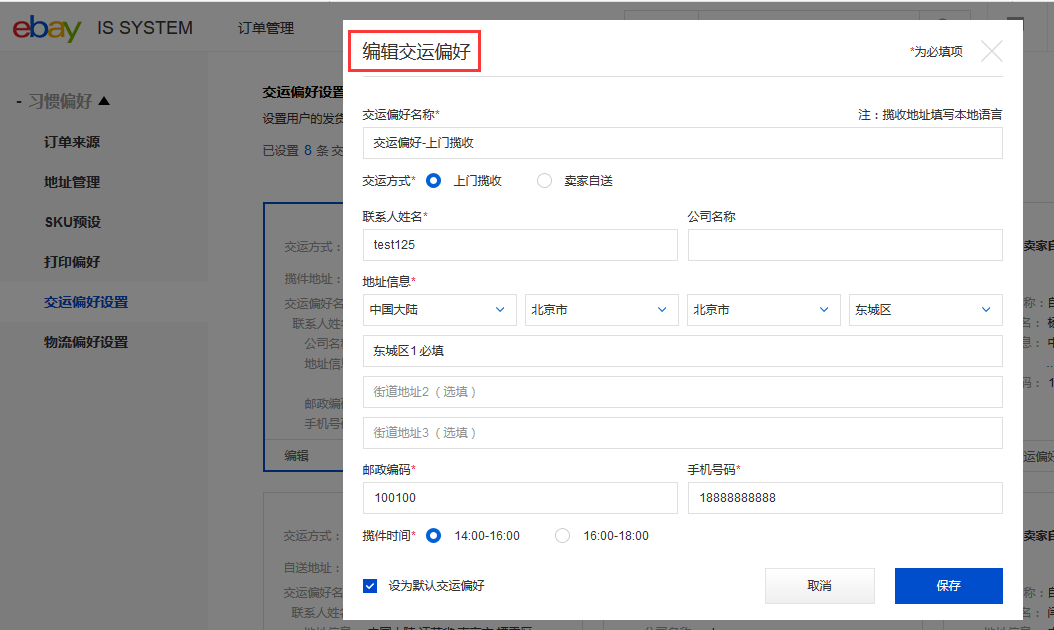 ebay IS SYSTEM 订单管理
- 习惯偏好 ▲
订单来源
地址管理
SKU预设
打印偏好
交运偏好设置
物流偏好设置
交运偏好设置
设置用户的发货
已设置 8 条 交
交运方式：
揽件地址：
交运偏好名
联系人姓
公司名
地址信息
邮政编码
手机号
编辑
交运方式：
自送地址：
交运偏好名
联系人姓
编辑交运偏好
*为必填项
交运偏好名称*
注：揽收地址填写本地语言
交运偏好-上门揽收
交运方式* 上门揽收 卖家自送
联系人姓名* 公司名称
test125
地址信息*
中国大陆 北京市 北京市 东城区
东城区1 必填
街道地址2（选填）
街道地址3（选填）
邮政编码* 手机号码*
100100 18888888888
揽件时间* 14:00-16:00 16:00-18:00
设为默认交运偏好
取消 保存
卖家自
运偏好
卖家自